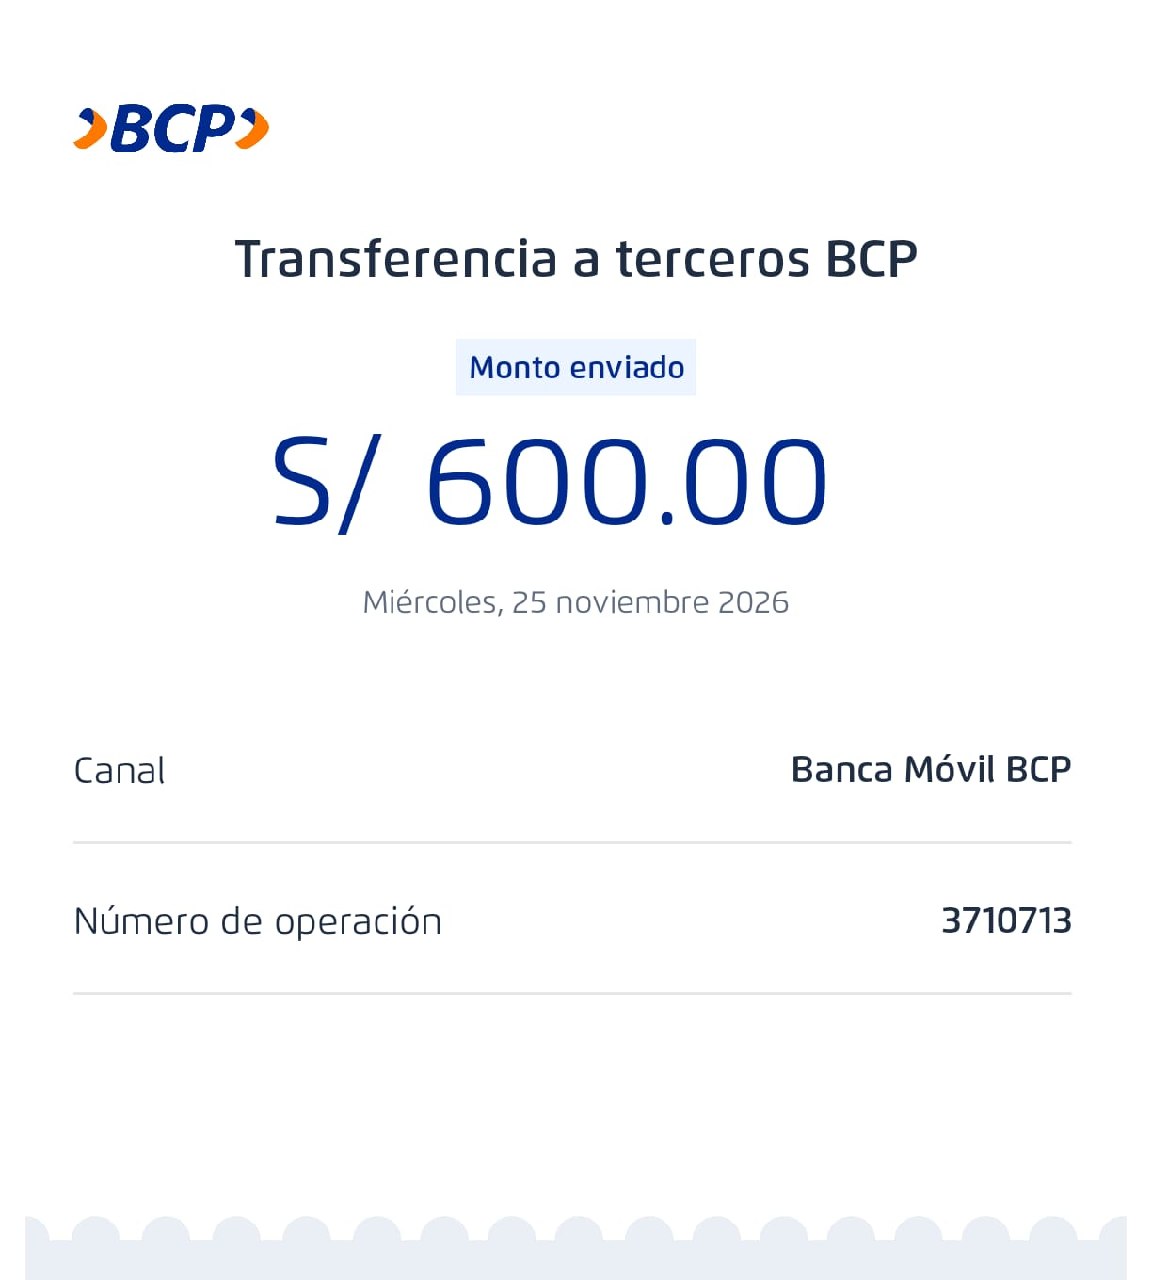 BCP
Transferencia a terceros BCP
Monto enviado
S/ 600.00
Miércoles, 25 noviembre 2026
Canal Banca Móvil BCP
Número de operación 3710713